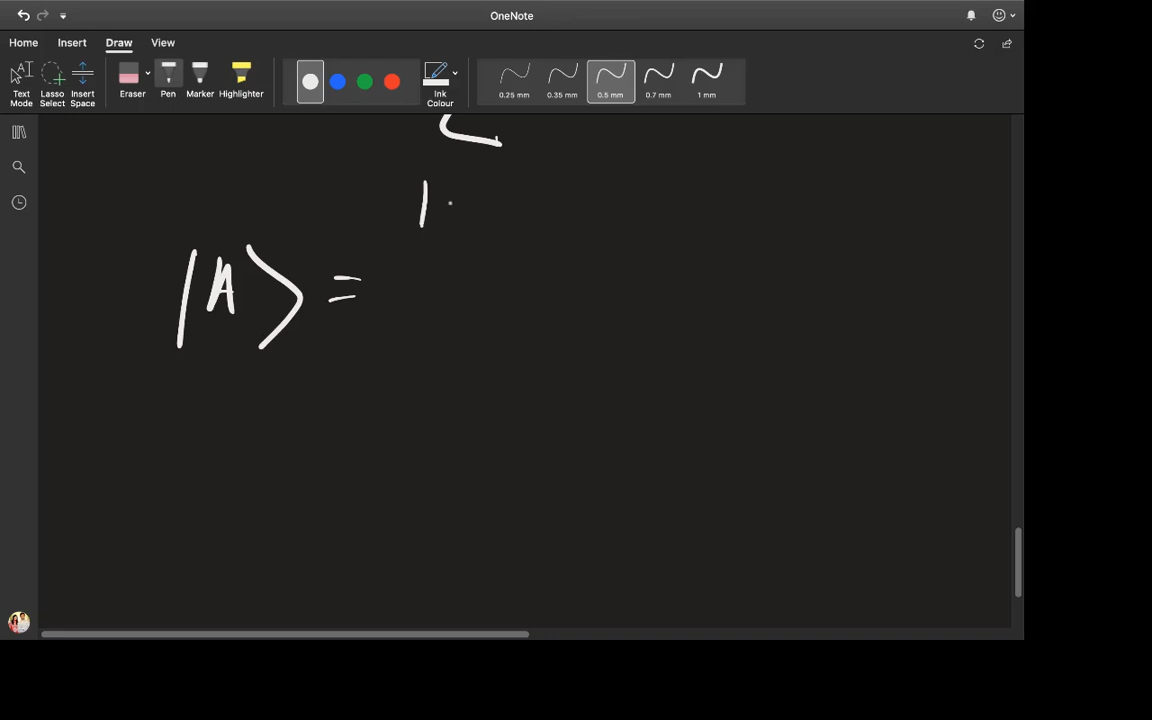 OneNote
Home Insert Draw View
Text Mode
Lasso Select
Insert Space
Eraser
Pen
Marker
Highlighter
Ink Colour
0.25 mm
0.35 mm
0.5 mm
0.7 mm
1 mm
|
|A⟩ =